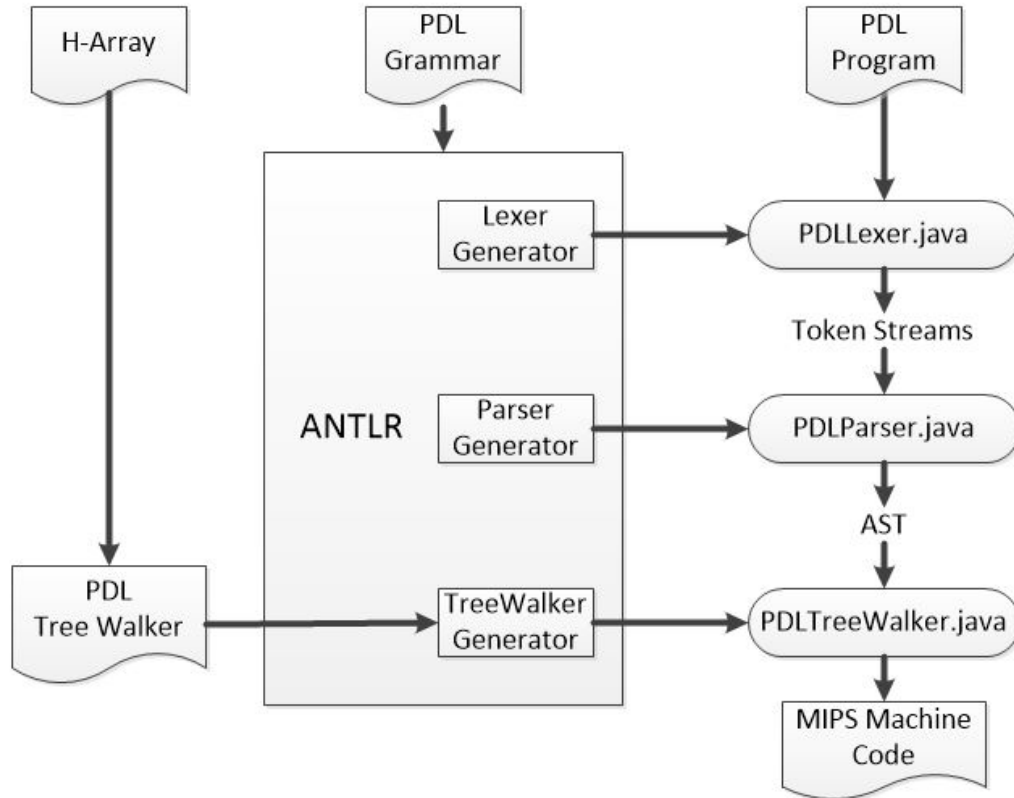 H-Array
PDL
Grammar
PDL
Program
Lexer
Generator
PDLLexer.java
Token Streams
ANTLR
Parser
Generator
PDLParser.java
AST
PDL
Tree Walker
TreeWalker
Generator
PDLTreeWalker.java
MIPS Machine
Code